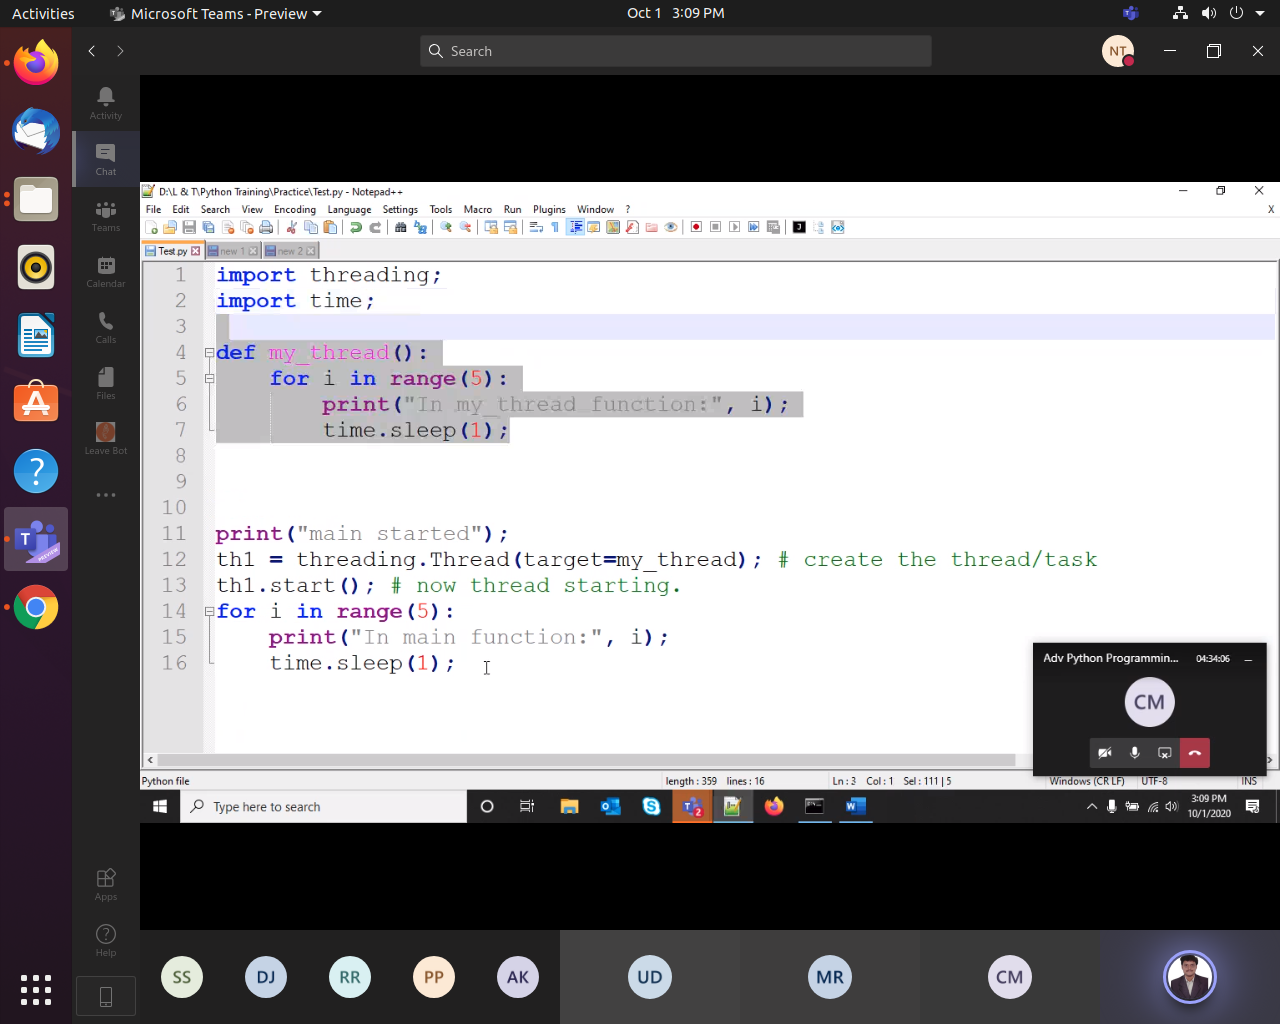 Activities
Microsoft Teams - Preview
Oct 1 3:09 PM
Search
NT
Activity
Chat
Teams
Calendar
Calls
Files
Leave Bot
Apps
Help
D:\L & T\Python Training\Practice\Test.py - Notepad++
File Edit Search View Encoding Language Settings Tools Macro Run Plugins Window ?
X
Test.py new 1 new 2
1 import threading;
2 import time;
3
4 def my_thread():
5 for i in range(5):
6 print("In my_thread function:", i);
7 time.sleep(1);
8
9
10
11 print("main started");
12 th1 = threading.Thread(target=my_thread); # create the thread/task
13 th1.start(); # now thread starting.
14 for i in range(5):
15 print("In main function:", i);
16 time.sleep(1);
Adv Python Programmin... 04:34:06
CM
Python file length : 359 lines : 16 Ln : 3 Col : 1 Sel : 111 | 5 Windows (CR LF) UTF-8 INS
Type here to search
2
3:09 PM
10/1/2020
SS DJ RR PP AK UD MR CM